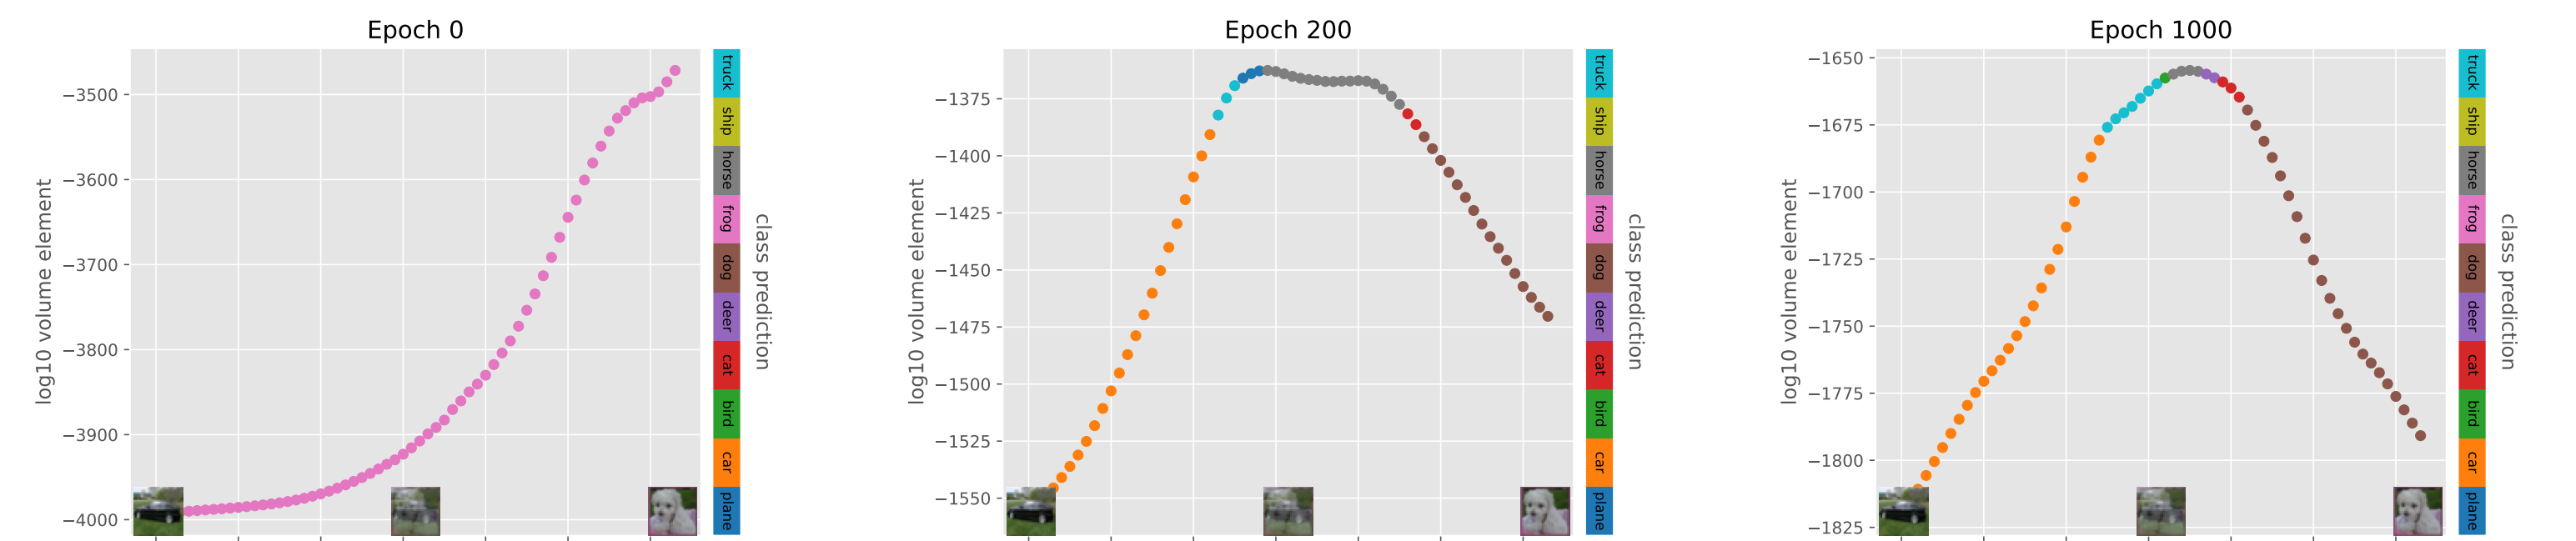 Epoch 0
log10 volume element
−3500
−3600
−3700
−3800
−3900
−4000
truck
ship
horse
frog
dog
deer
cat
bird
car
plane
class prediction
Epoch 200
log10 volume element
−1375
−1400
−1425
−1450
−1475
−1500
−1525
−1550
truck
ship
horse
frog
dog
deer
cat
bird
car
plane
class prediction
Epoch 1000
log10 volume element
−1650
−1675
−1700
−1725
−1750
−1775
−1800
−1825
truck
ship
horse
frog
dog
deer
cat
bird
car
plane
class prediction